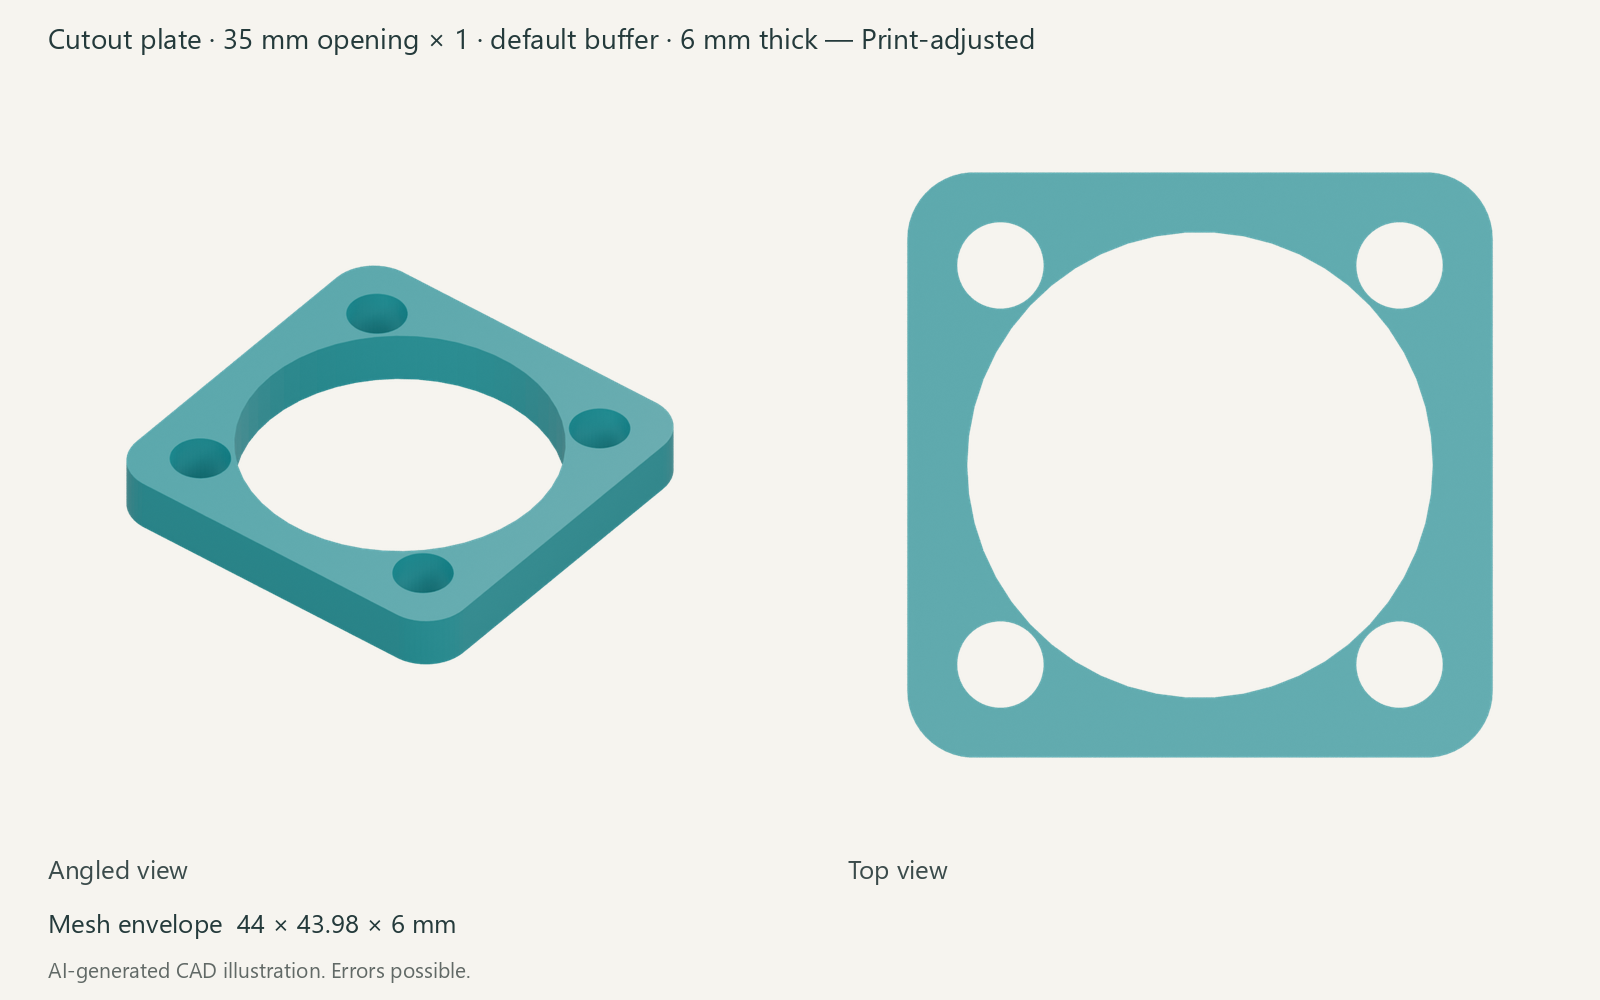 Cutout plate · 35 mm opening × 1 · default buffer · 6 mm thick — Print-adjusted
Angled view
Top view
Mesh envelope 44 × 43.98 × 6 mm
AI-generated CAD illustration. Errors possible.